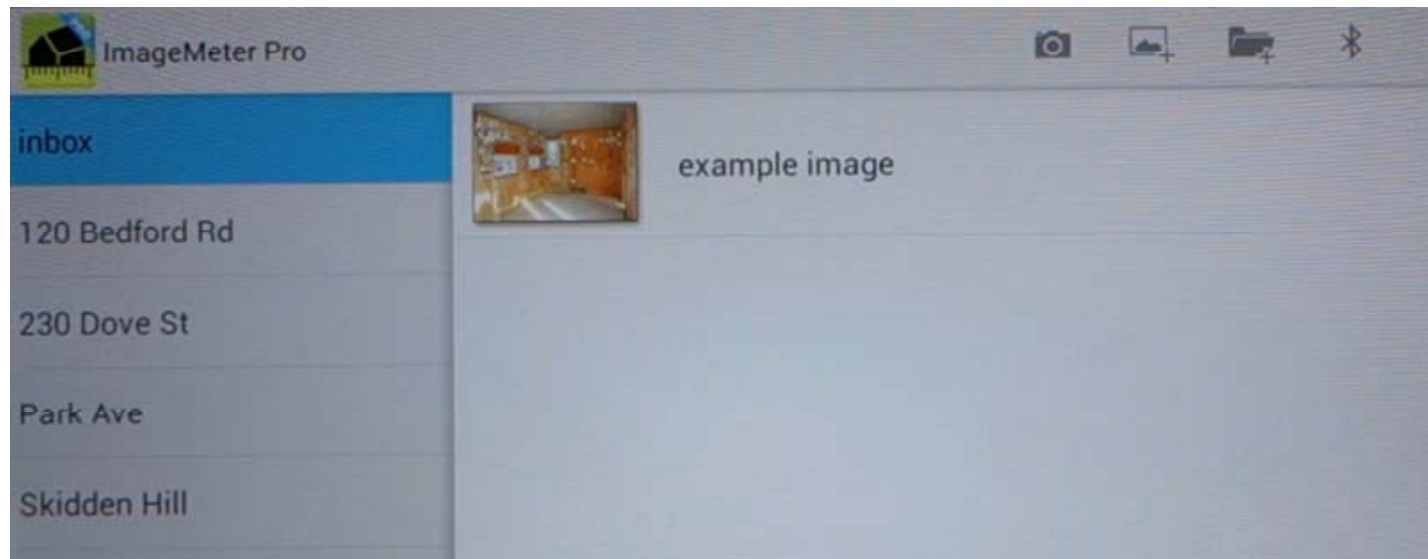 ImageMeter Pro
inbox
example image
120 Bedford Rd
230 Dove St
Park Ave
Skidden Hill